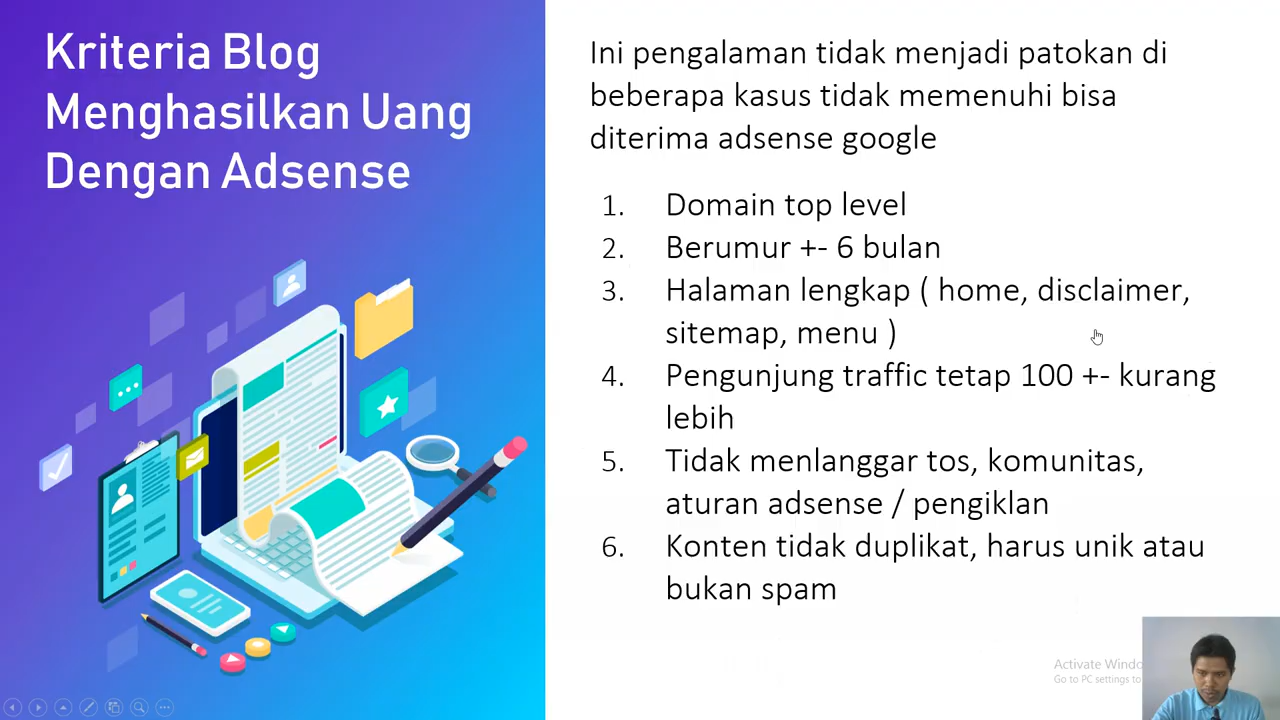 Kriteria Blog
Menghasilkan Uang
Dengan Adsense
Ini pengalaman tidak menjadi patokan di
beberapa kasus tidak memenuhi bisa
diterima adsense google
1. Domain top level
2. Berumur +- 6 bulan
3. Halaman lengkap ( home, disclaimer,
sitemap, menu )
4. Pengunjung traffic tetap 100 +- kurang
lebih
5. Tidak menlanggar tos, komunitas,
aturan adsense / pengiklan
6. Konten tidak duplikat, harus unik atau
bukan spam
Activate Windo
Go to PC settings to